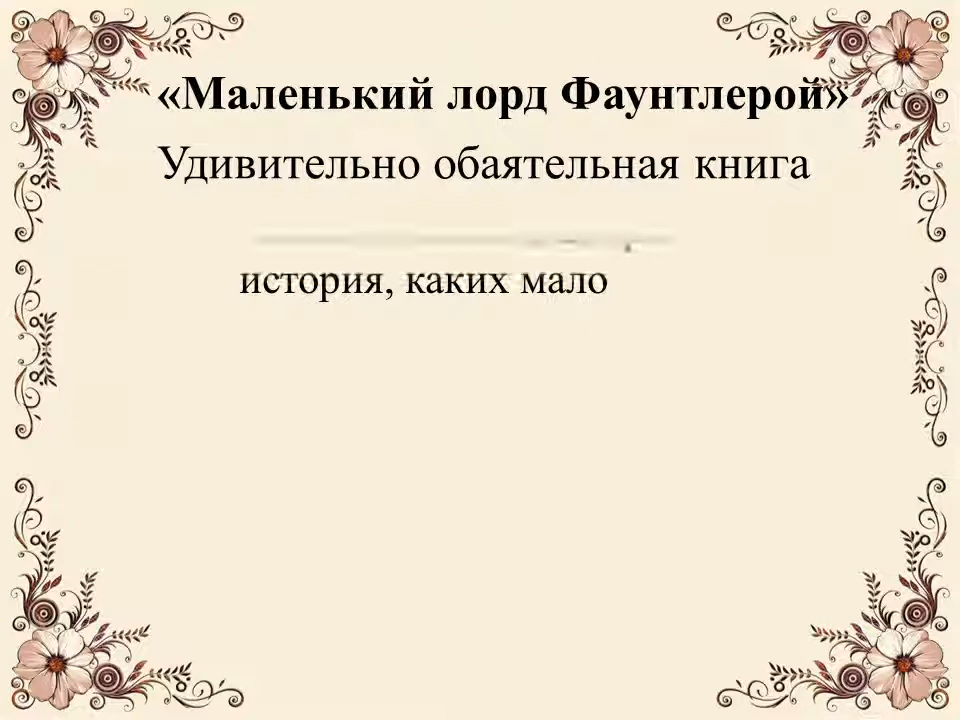 «Маленький лорд Фаунтлерой»
Удивительно обаятельная книга
история, каких мало